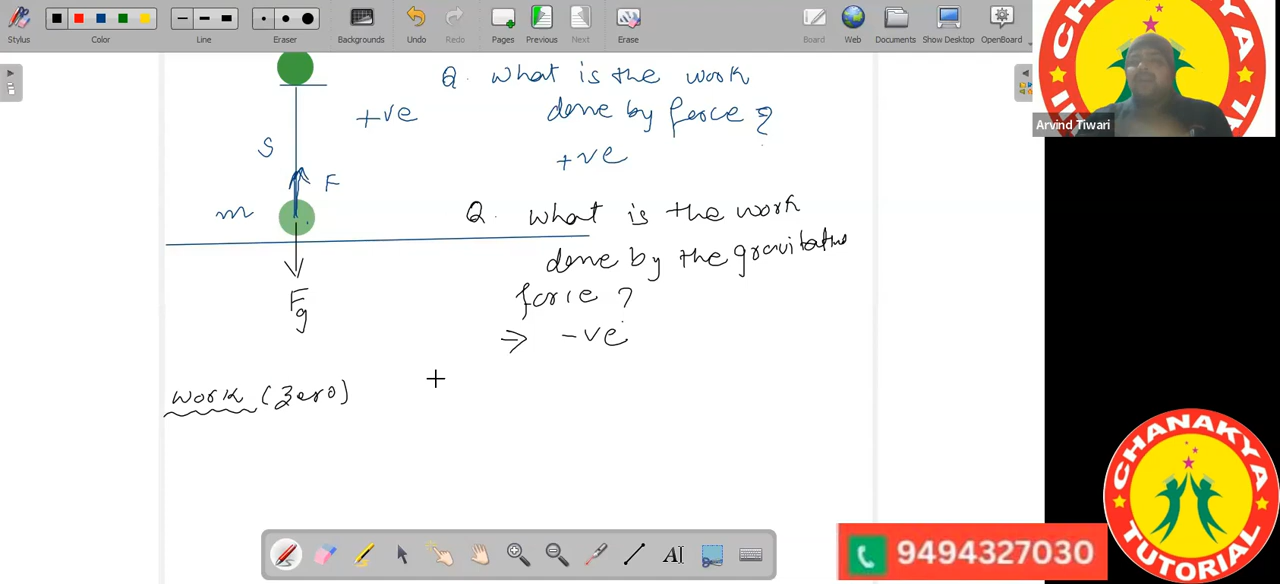 Stylus
Color
Line
Eraser
Backgrounds
Undo
Redo
Pages
Previous
Next
Erase
Board
Web
Documents
Show Desktop
OpenBoard
CHANAKYA
Arvind Tiwari
Q. What is the work
done by force ?
+ve
+ve
S
F
m
Fg
Q. What is the work
done by the gravitative
force ?
⇒ -ve
Work (Zero)
CHANAKYA
TUTORIAL
9494327030